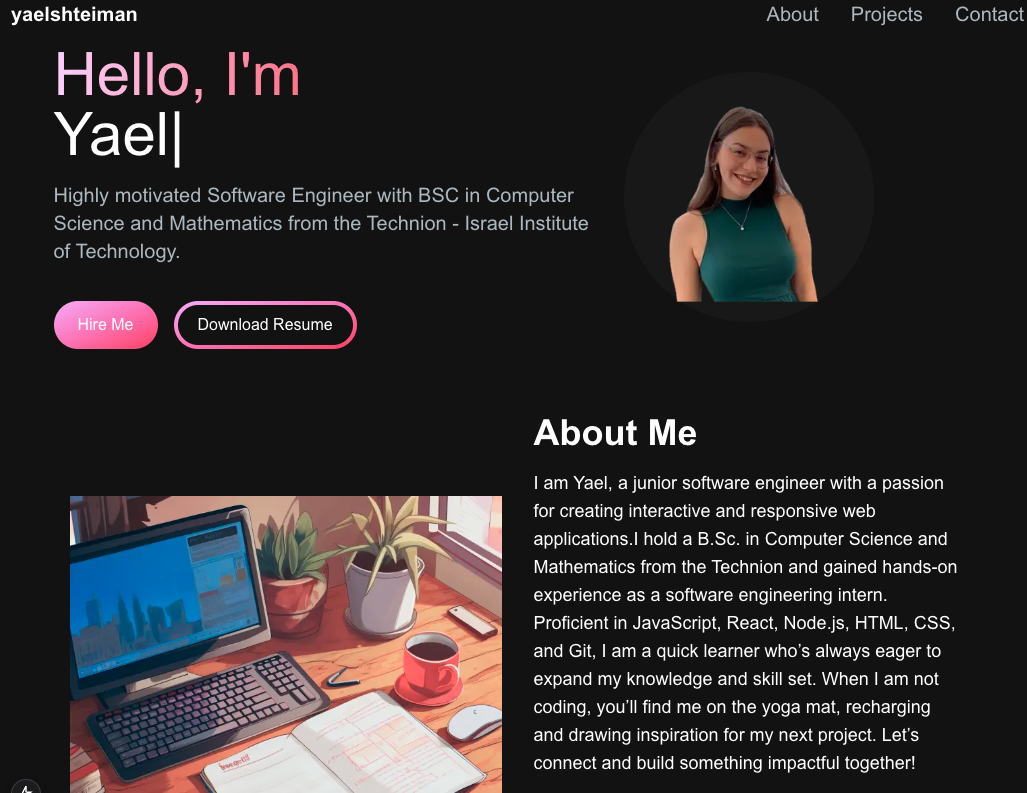 yaelshteiman
About Projects Contact
Hello, I'm
Yael|
Highly motivated Software Engineer with BSC in Computer
Science and Mathematics from the Technion - Israel Institute
of Technology.
Hire Me
Download Resume
About Me
I am Yael, a junior software engineer with a passion
for creating interactive and responsive web
applications.I hold a B.Sc. in Computer Science and
Mathematics from the Technion and gained hands-on
experience as a software engineering intern.
Proficient in JavaScript, React, Node.js, HTML, CSS,
and Git, I am a quick learner who’s always eager to
expand my knowledge and skill set. When I am not
coding, you’ll find me on the yoga mat, recharging
and drawing inspiration for my next project. Let’s
connect and build something impactful together!